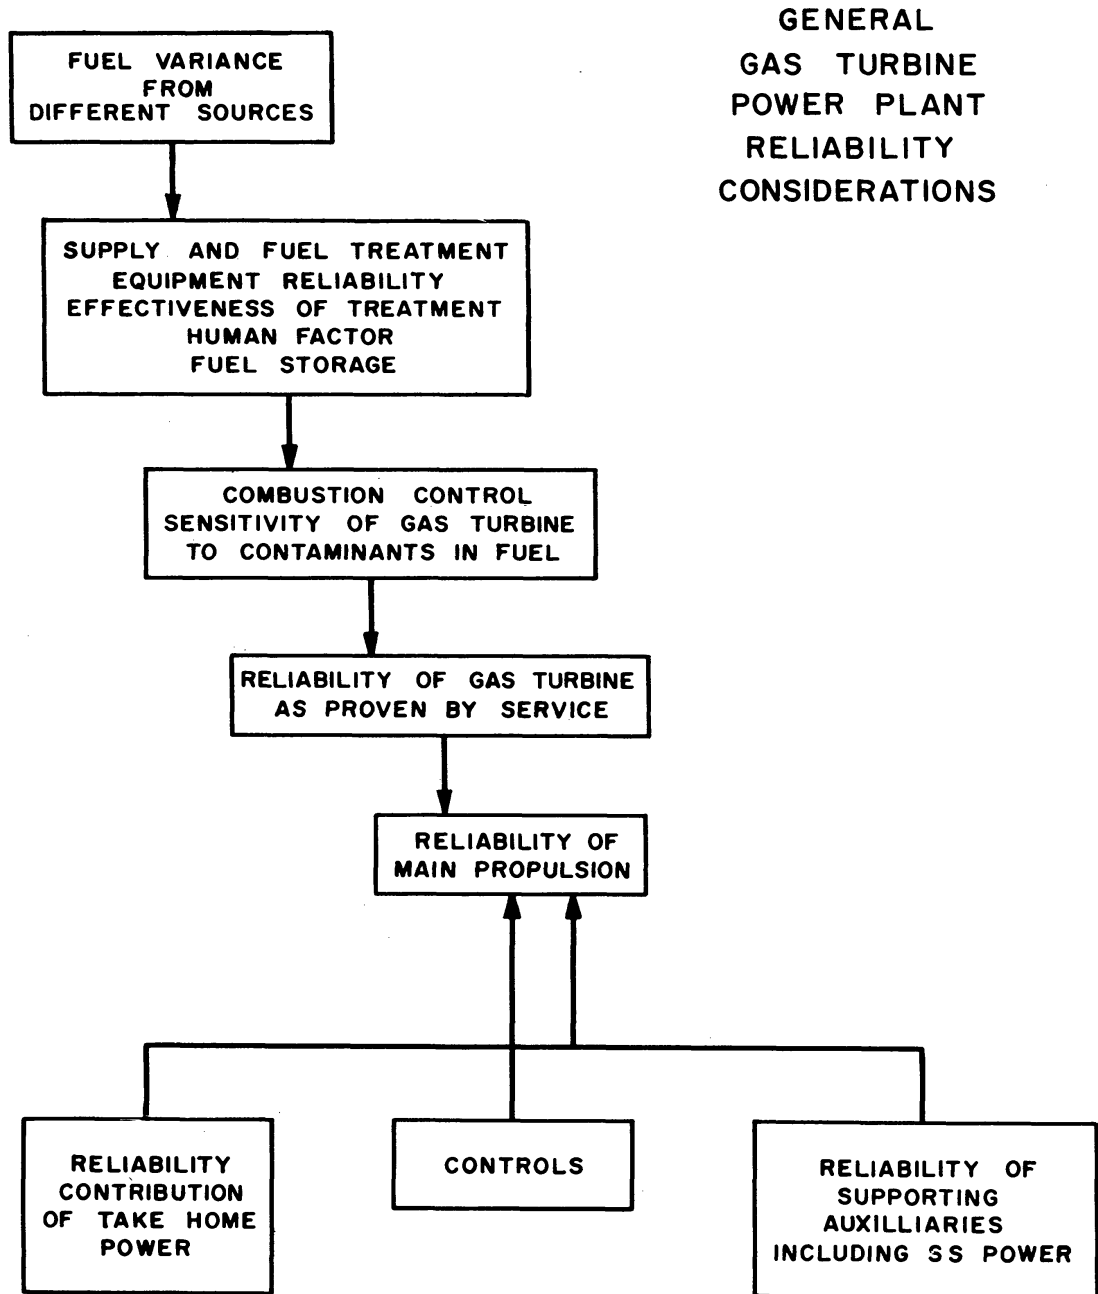 GENERAL
GAS TURBINE
POWER PLANT
RELIABILITY
CONSIDERATIONS
FUEL VARIANCE
FROM
DIFFERENT SOURCES
SUPPLY AND FUEL TREATMENT
EQUIPMENT RELIABILITY
EFFECTIVENESS OF TREATMENT
HUMAN FACTOR
FUEL STORAGE
COMBUSTION CONTROL
SENSITIVITY OF GAS TURBINE
TO CONTAMINANTS IN FUEL
RELIABILITY OF GAS TURBINE
AS PROVEN BY SERVICE
RELIABILITY OF
MAIN PROPULSION
RELIABILITY
CONTRIBUTION
OF TAKE HOME
POWER
CONTROLS
RELIABILITY OF
SUPPORTING
AUXILLIARIES
INCLUDING SS POWER